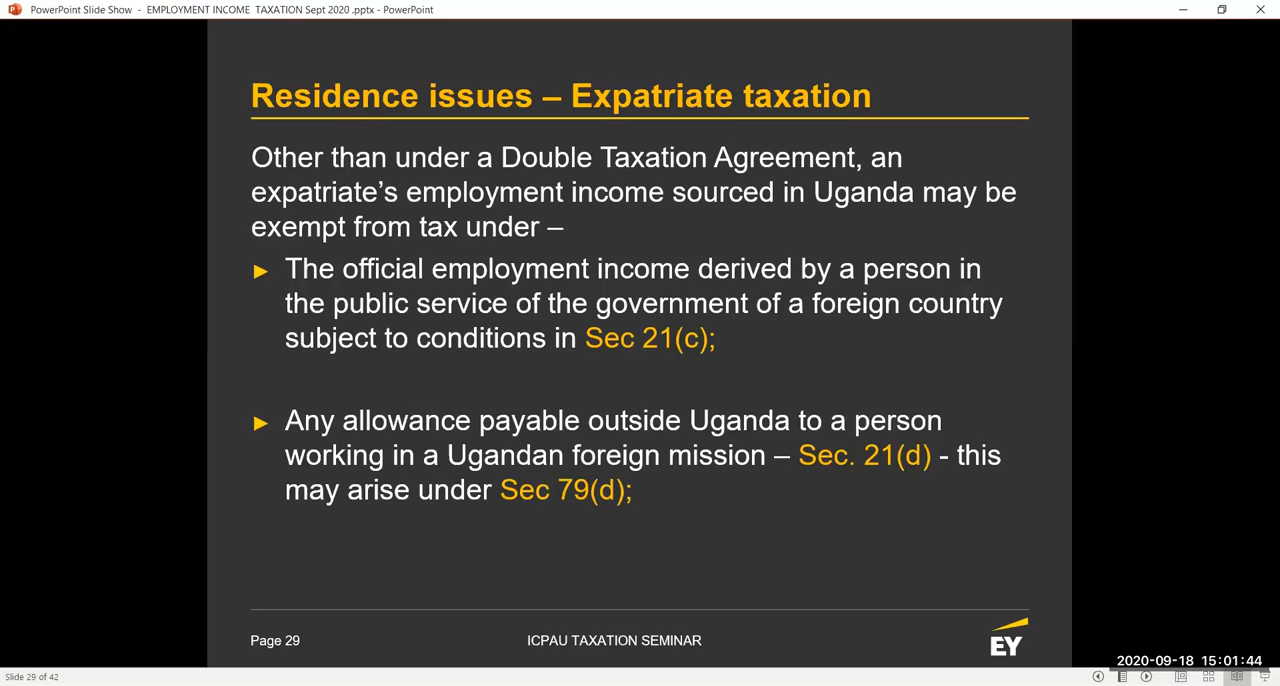 PowerPoint Slide Show - EMPLOYMENT INCOME TAXATION Sept 2020 .pptx - PowerPoint
Residence issues – Expatriate taxation
Other than under a Double Taxation Agreement, an
expatriate’s employment income sourced in Uganda may be
exempt from tax under –
► The official employment income derived by a person in
the public service of the government of a foreign country
subject to conditions in Sec 21(c);
► Any allowance payable outside Uganda to a person
working in a Ugandan foreign mission – Sec. 21(d) - this
may arise under Sec 79(d);
Page 29
ICPAU TAXATION SEMINAR
EY
2020-09-18 15:01:44
Slide 29 of 42